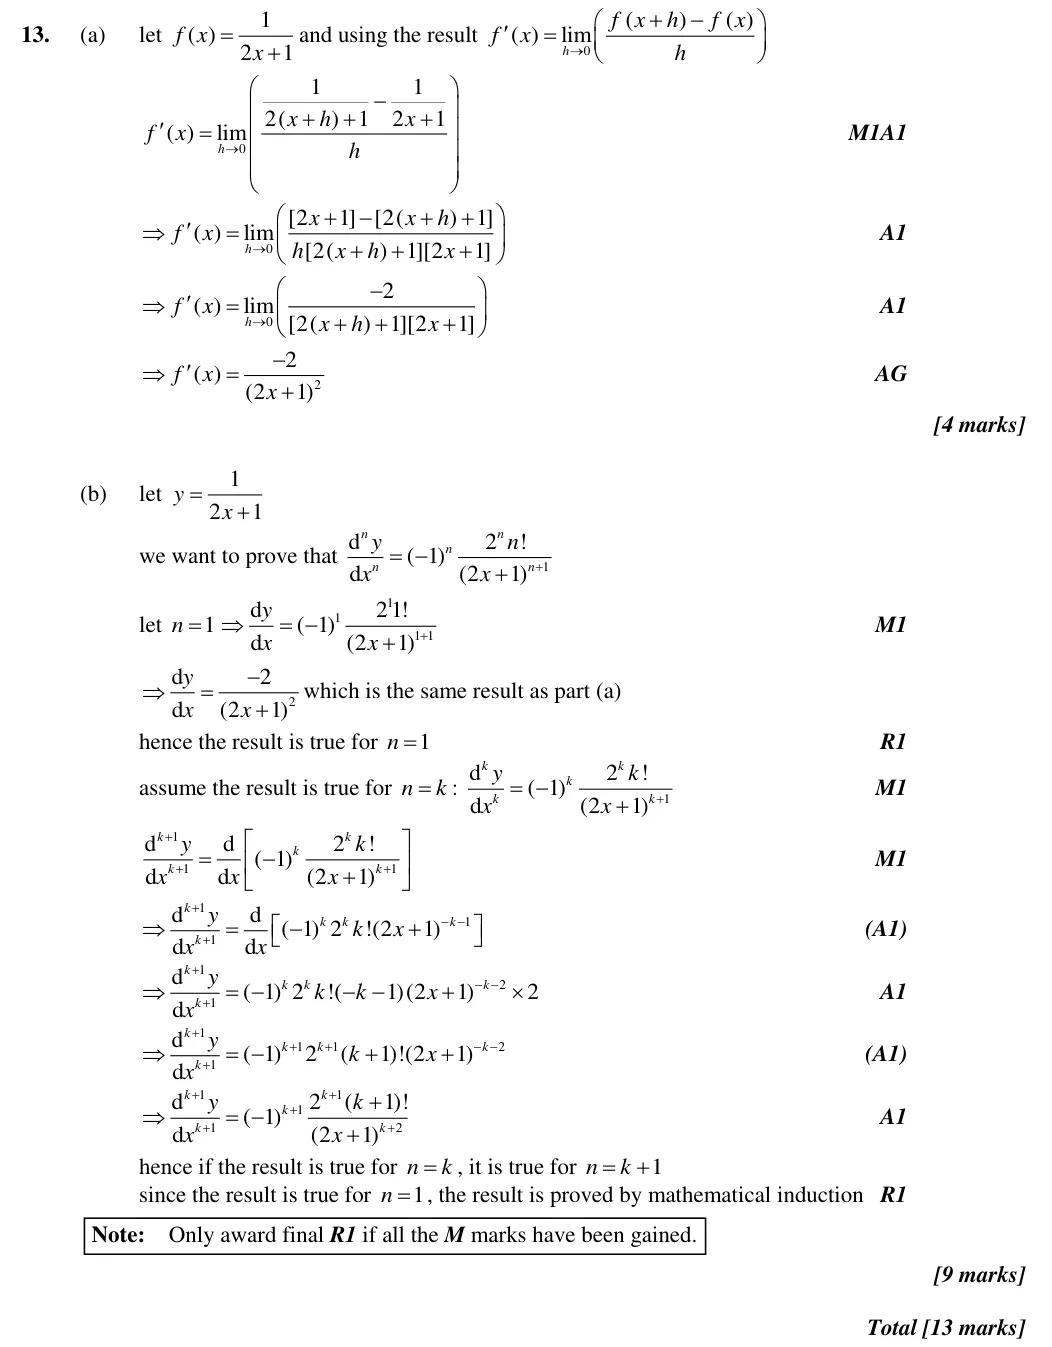 13. (a) let f(x) = 1/(2x+1) and using the result f′(x) = lim_{h→0} ( (f(x+h) − f(x)) / h )
f′(x) = lim_{h→0} ( ( 1/(2(x+h)+1) − 1/(2x+1) ) / h ) M1A1
⇒ f′(x) = lim_{h→0} ( ([2x+1] − [2(x+h)+1]) / (h[2(x+h)+1][2x+1]) ) A1
⇒ f′(x) = lim_{h→0} ( −2 / ([2(x+h)+1][2x+1]) ) A1
⇒ f′(x) = −2/(2x+1)² AG
[4 marks]
(b) let y = 1/(2x+1)
we want to prove that dⁿy/dxⁿ = (−1)ⁿ 2ⁿ n!/(2x+1)ⁿ⁺¹
let n = 1 ⇒ dy/dx = (−1)¹ 2¹1!/(2x+1)¹⁺¹ M1
⇒ dy/dx = −2/(2x+1)² which is the same result as part (a)
hence the result is true for n = 1 R1
assume the result is true for n = k : dᵏy/dxᵏ = (−1)ᵏ 2ᵏ k!/(2x+1)ᵏ⁺¹ M1
dᵏ⁺¹y/dxᵏ⁺¹ = d/dx [ (−1)ᵏ 2ᵏ k!/(2x+1)ᵏ⁺¹ ] M1
⇒ dᵏ⁺¹y/dxᵏ⁺¹ = d/dx [ (−1)ᵏ 2ᵏ k!(2x+1)⁻ᵏ⁻¹ ] (A1)
⇒ dᵏ⁺¹y/dxᵏ⁺¹ = (−1)ᵏ 2ᵏ k!(−k −1)(2x+1)⁻ᵏ⁻² × 2 A1
⇒ dᵏ⁺¹y/dxᵏ⁺¹ = (−1)ᵏ⁺¹ 2ᵏ⁺¹ (k+1)!(2x+1)⁻ᵏ⁻² (A1)
⇒ dᵏ⁺¹y/dxᵏ⁺¹ = (−1)ᵏ⁺¹ 2ᵏ⁺¹ (k+1)!/(2x+1)ᵏ⁺² A1
hence if the result is true for n = k , it is true for n = k +1
since the result is true for n = 1 , the result is proved by mathematical induction R1
Note: Only award final R1 if all the M marks have been gained.
[9 marks]
Total [13 marks]